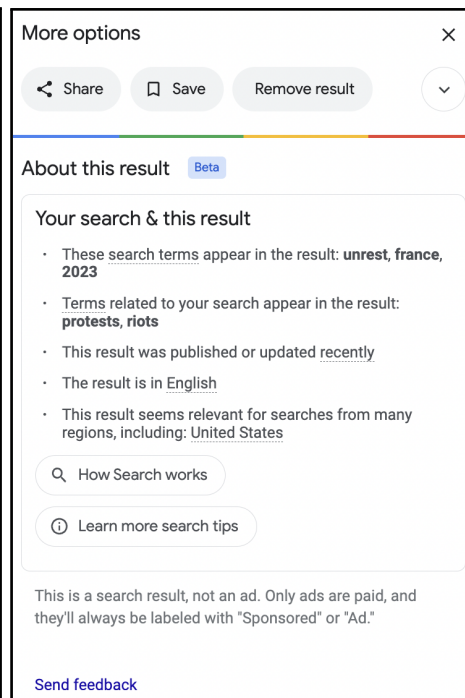 More options
Share
Save
Remove result
About this result
Beta
Your search & this result
· These search terms appear in the result: unrest, france,
2023
· Terms related to your search appear in the result:
protests, riots
· This result was published or updated recently
· The result is in English
· This result seems relevant for searches from many
regions, including: United States
How Search works
Learn more search tips
This is a search result, not an ad. Only ads are paid, and
they'll always be labeled with "Sponsored" or "Ad."
Send feedback